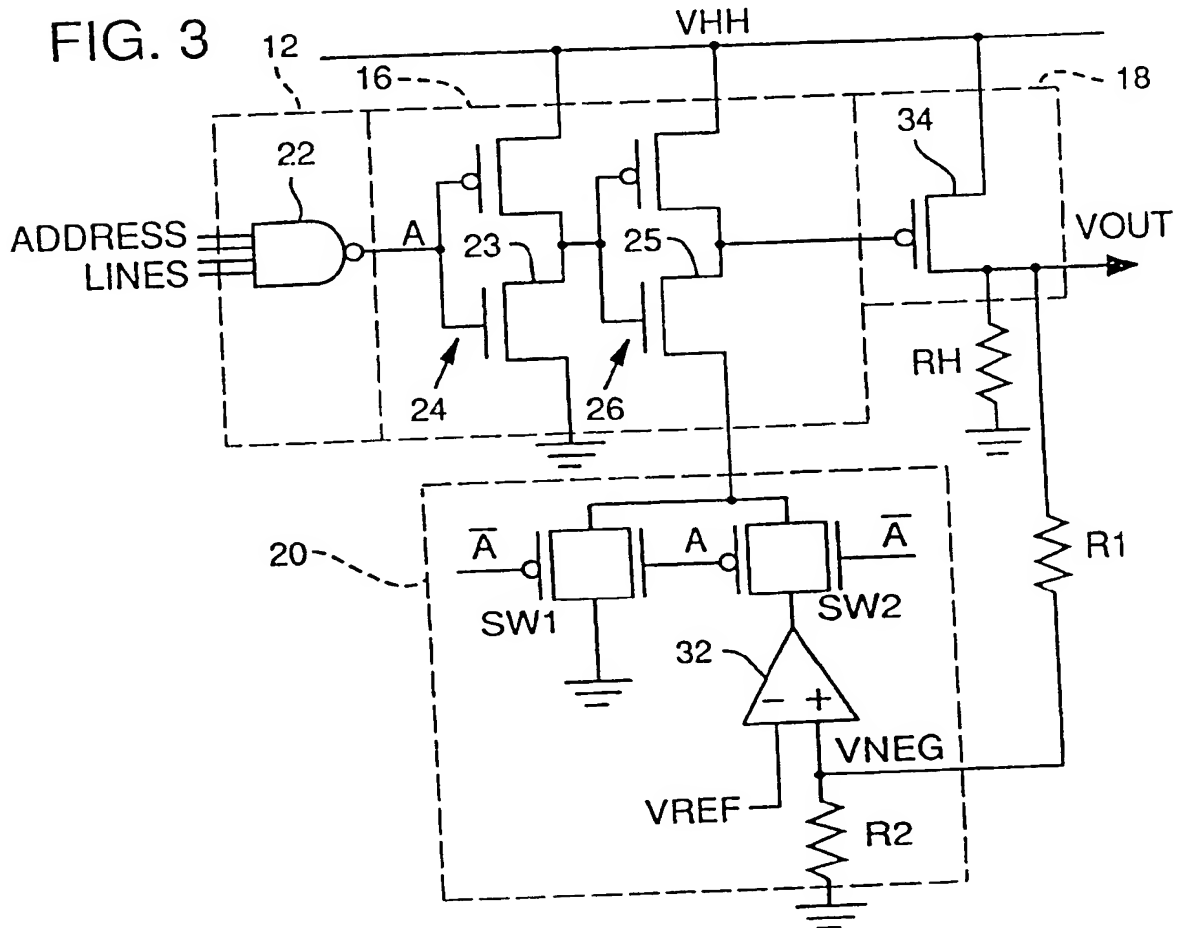 FIG. 3
VHH
12
16
18
22
34
ADDRESS
LINES
A
23
25
VOUT
24
26
RH
20
A̅
A
A̅
SW1
SW2
R1
32
− +
VNEG
VREF
R2